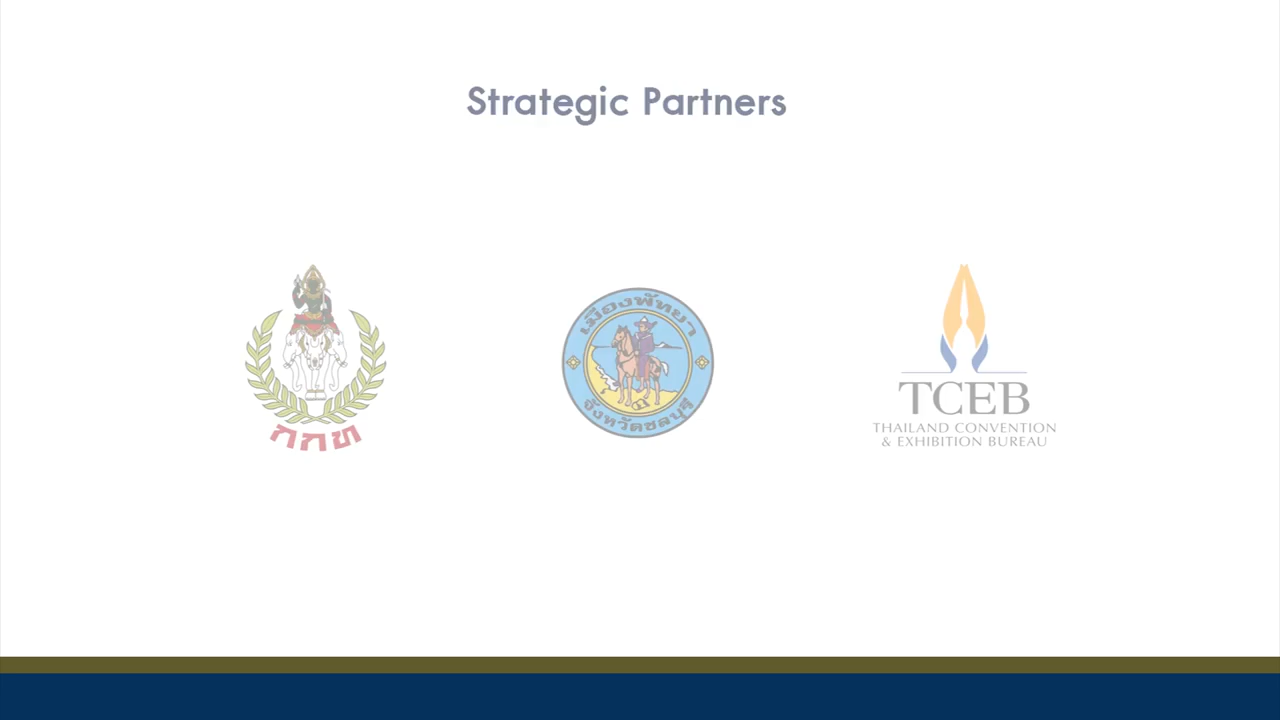 Strategic Partners
กกท
เมืองพัทยา
จังหวัดชลบุรี
TCEB
THAILAND CONVENTION
& EXHIBITION BUREAU